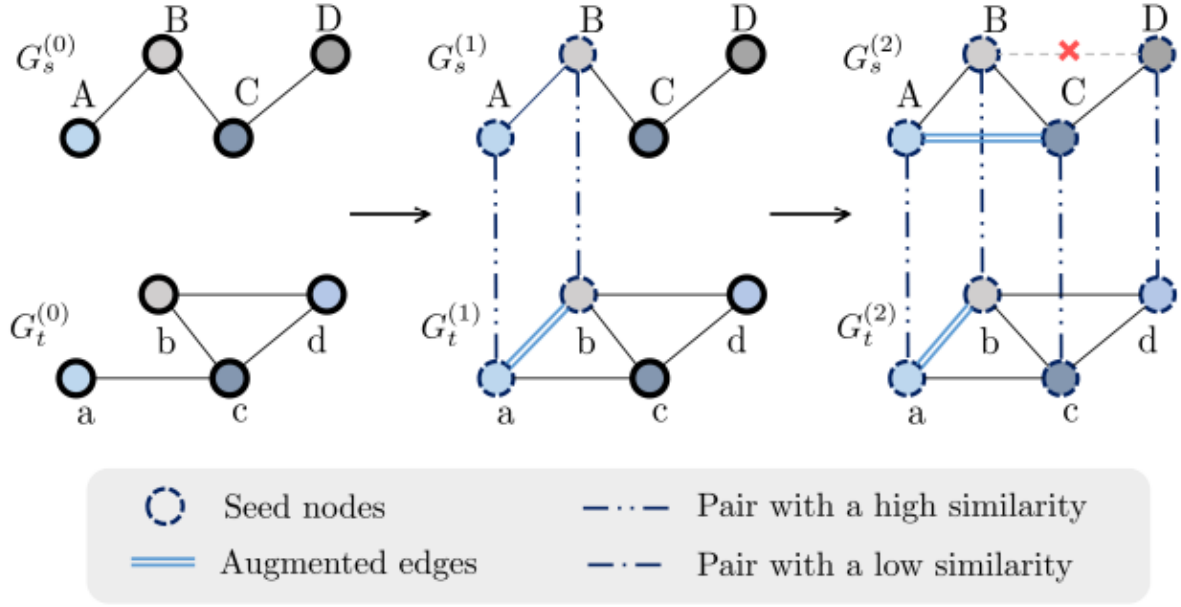 B D B D B D
G_s^{(0)} G_s^{(1)} G_s^{(2)}
A C A C A C
G_t^{(0)} G_t^{(1)} G_t^{(2)}
b d b d b d
a c a c a c
Seed nodes Pair with a high similarity
Augmented edges Pair with a low similarity